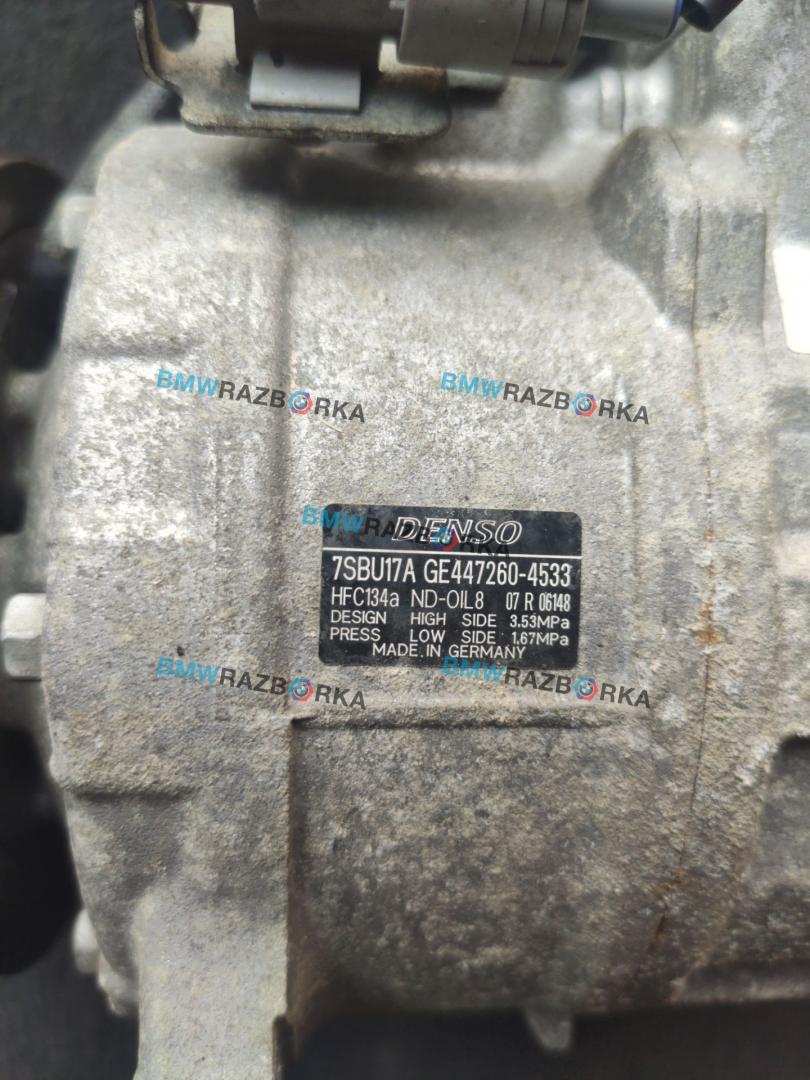 BMWRAZBORKA
BMWRAZBORKA
BMWRAZBORKA
DENSO
7SBU17A GE447260-4533
HFC134a ND-OIL8 07 R 06148
DESIGN HIGH SIDE 3.53MPa
PRESS LOW SIDE 1.67MPa
MADE IN GERMANY
BMWRAZBORKA
BMWRAZBORKA